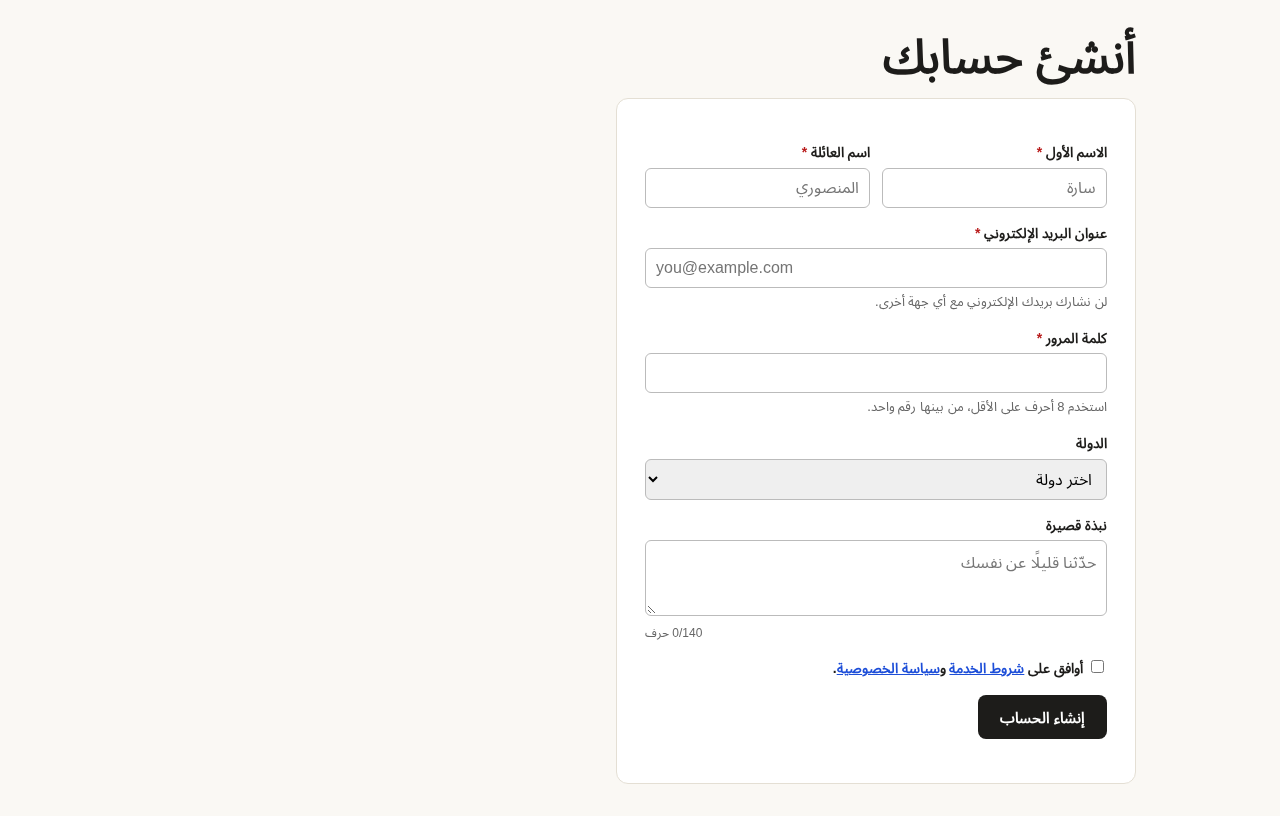 أنشئ حسابك
الاسم الأول *
اسم العائلة *
سارة
المنصوري
عنوان البريد الإلكتروني *
you@example.com
لن نشارك بريدك الإلكتروني مع أي جهة أخرى.
كلمة المرور *
استخدم 8 أحرف على الأقل، من بينها رقم واحد.
الدولة
اختر دولة
نبذة قصيرة
حدّثنا قليلًا عن نفسك
0/140 حرف
أوافق على شروط الخدمة وسياسة الخصوصية.
إنشاء الحساب